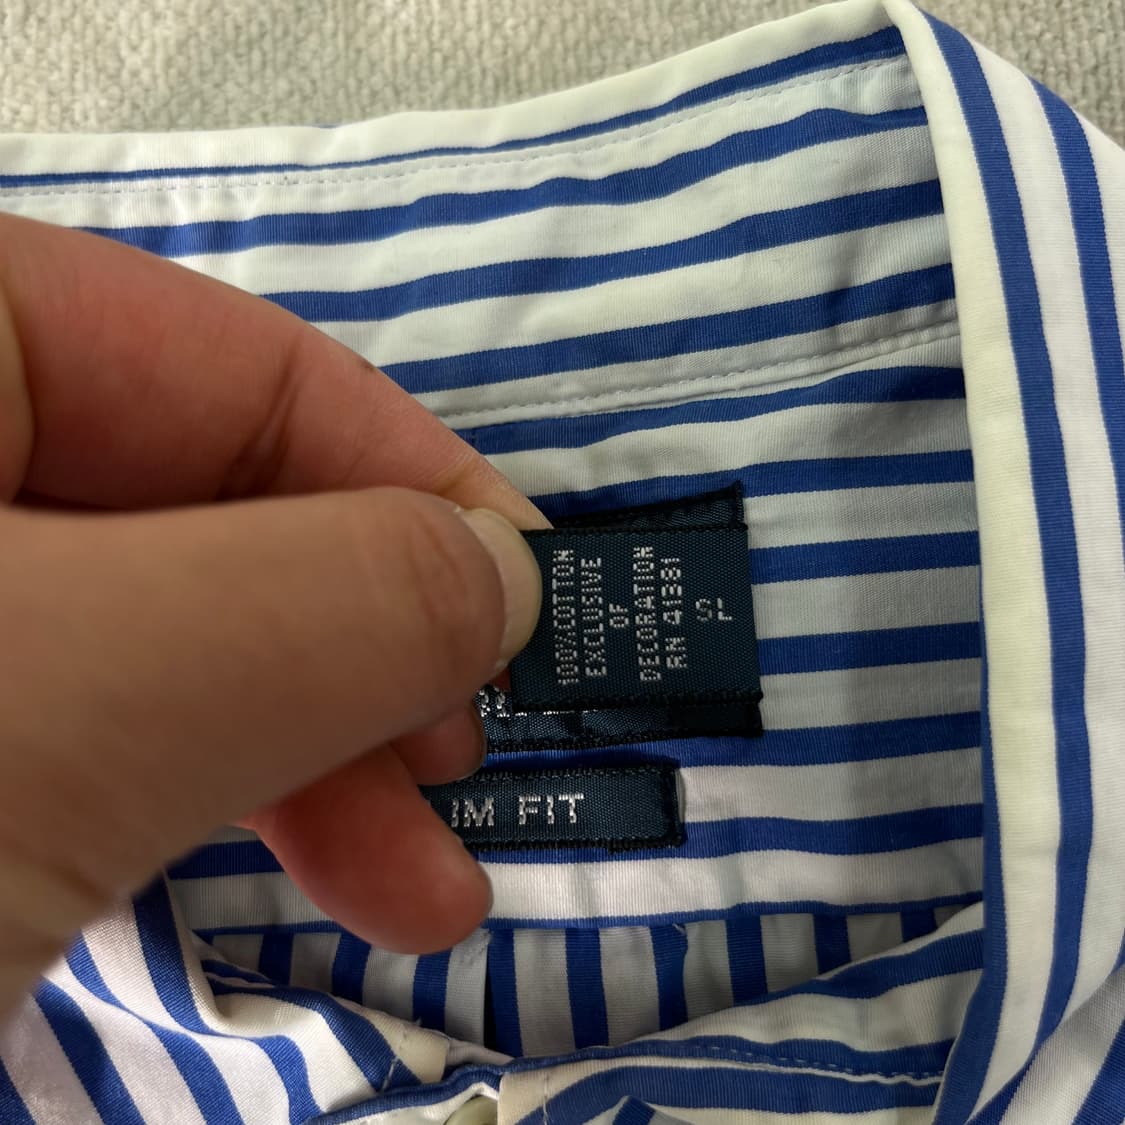 100%COTTON
EXCLUSIVE
OF
DECORATION
RN 41381
SL
IM FIT